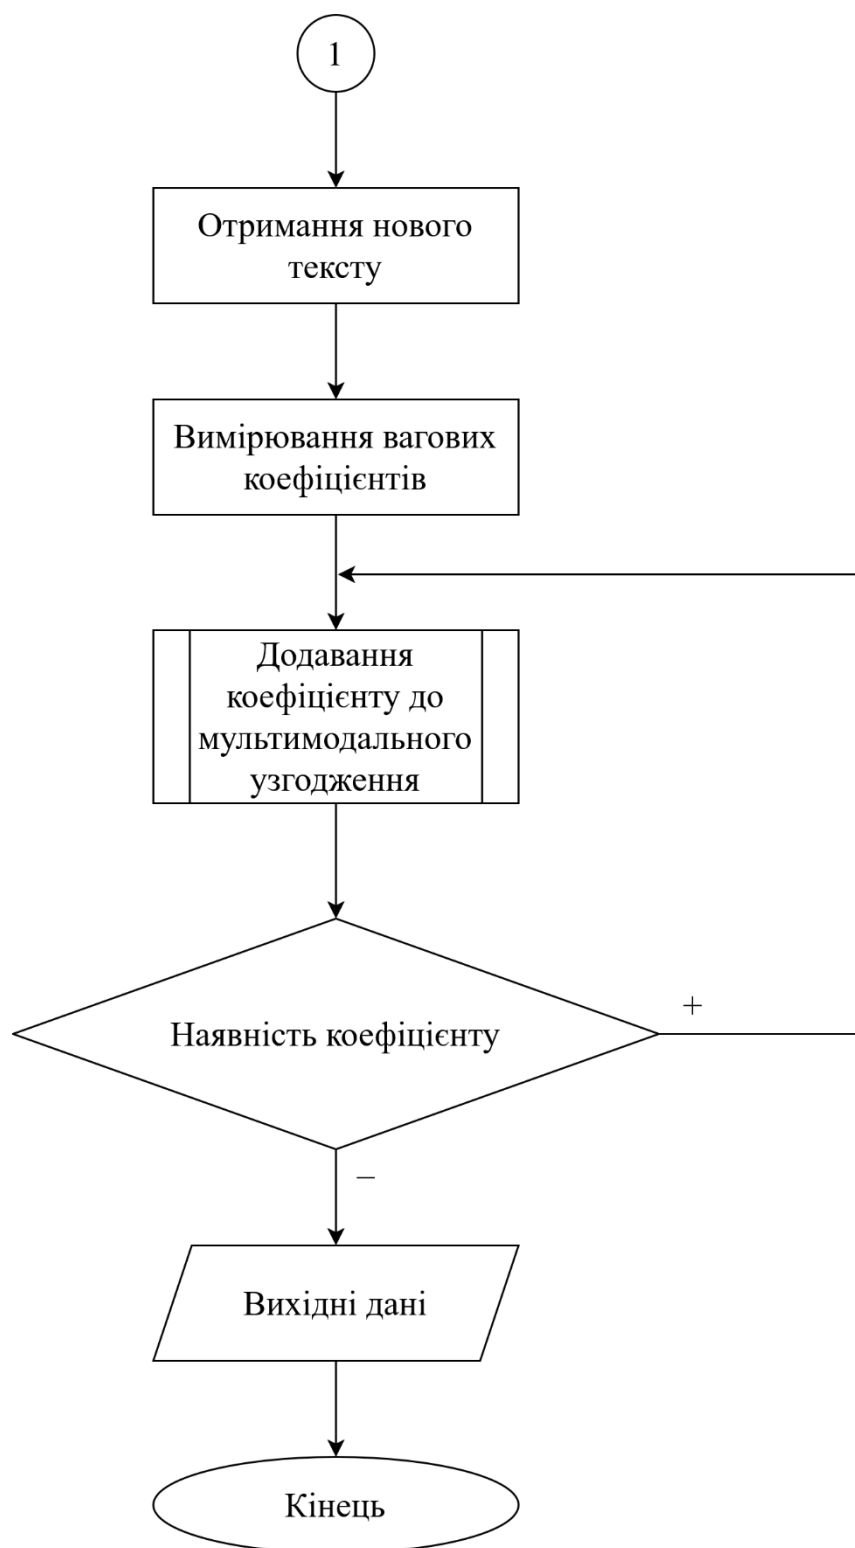 1
Отримання нового
тексту
Вимірювання вагових
коефіцієнтів
Додавання
коефіцієнту до
мультимодального
узгодження
Наявність коефіцієнту
+
–
Вихідні дані
Кінець